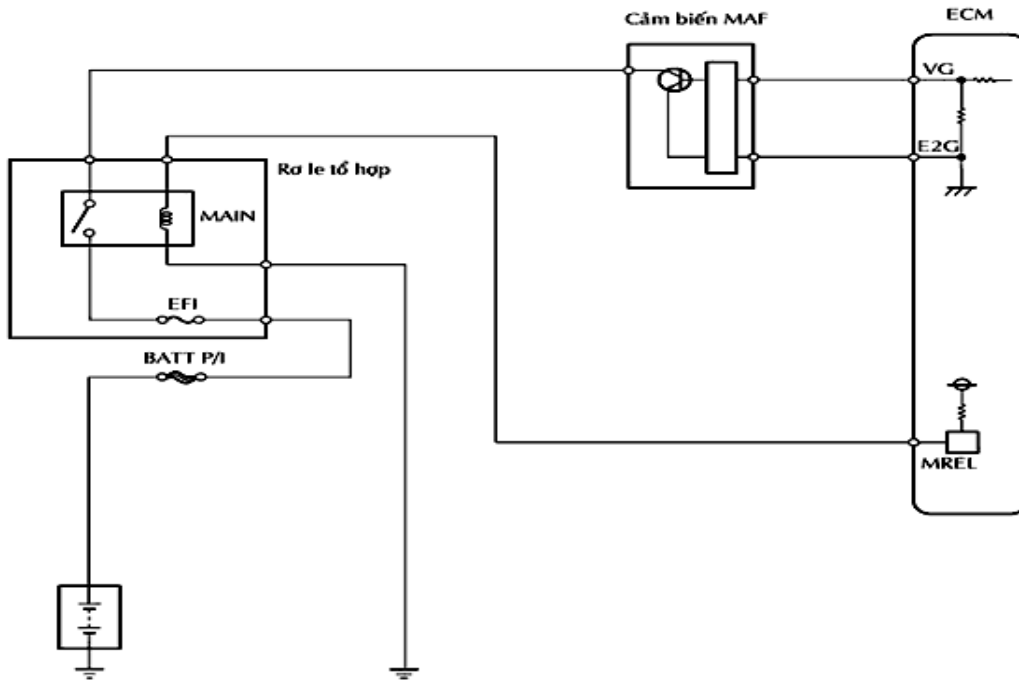 Cảm biến MAF
ECM
VG
E2G
Rơ le tổ hợp
MAIN
EFI
BATT P/I
MREL